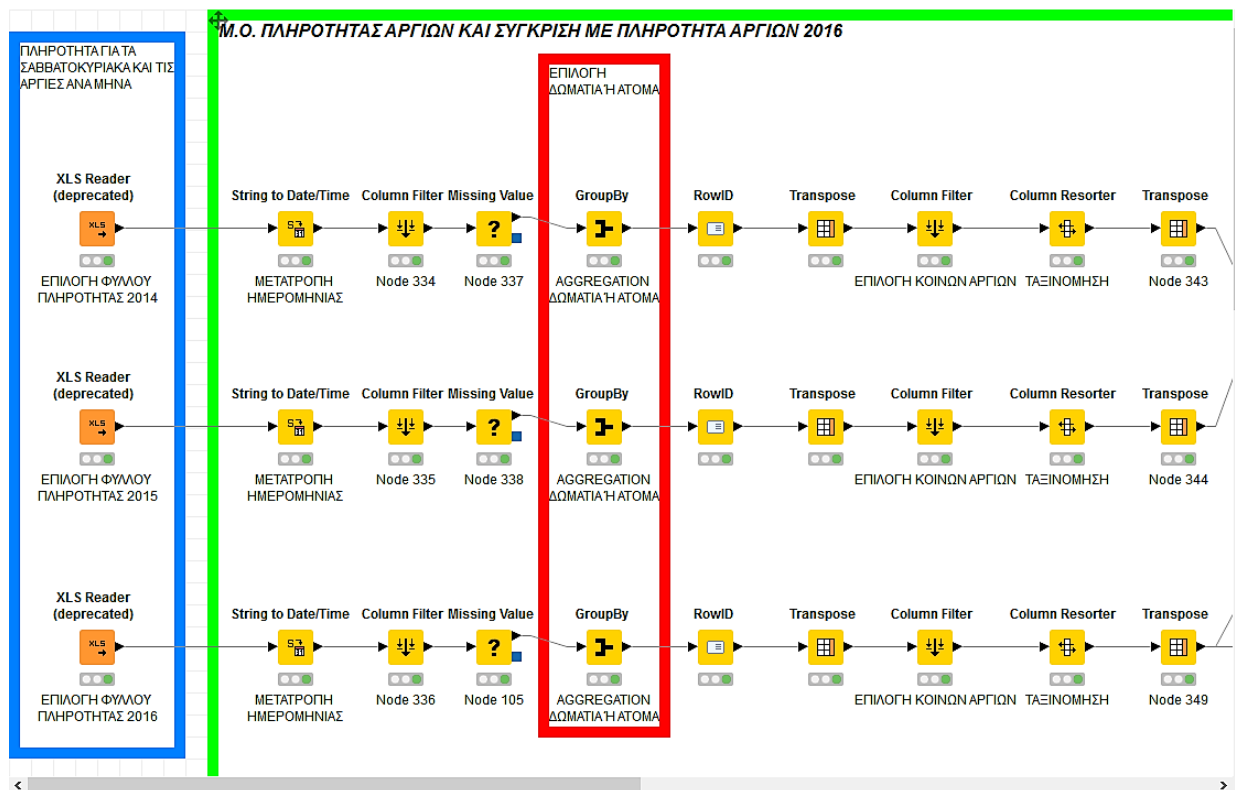 Μ.Ο. ΠΛΗΡΟΤΗΤΑΣ ΑΡΓΙΩΝ ΚΑΙ ΣΥΓΚΡΙΣΗ ΜΕ ΠΛΗΡΟΤΗΤΑ ΑΡΓΙΩΝ 2016
ΠΛΗΡΟΤΗΤΑ ΓΙΑ ΤΑ
ΣΑΒΒΑΤΟΚΥΡΙΑΚΑ ΚΑΙ ΤΙΣ
ΑΡΓΙΕΣ ΑΝΑ ΜΗΝΑ
ΕΠΙΛΟΓΗ
ΔΩΜΑΤΙΑ Ή ΑΤΟΜΑ
XLS Reader
(deprecated) String to Date/Time Column Filter Missing Value GroupBy RowID Transpose Column Filter Column Resorter Transpose
XLS S ?
ΕΠΙΛΟΓΗ ΦΥΛΛΟΥ ΜΕΤΑΤΡΟΠΗ Node 334 Node 337 AGGREGATION ΕΠΙΛΟΓΗ ΚΟΙΝΩΝ ΑΡΓΙΩΝ ΤΑΞΙΝΟΜΗΣΗ Node 343
ΠΛΗΡΟΤΗΤΑΣ 2014 ΗΜΕΡΟΜΗΝΙΑΣ ΔΩΜΑΤΙΑ Ή ΑΤΟΜΑ
XLS Reader
(deprecated) String to Date/Time Column Filter Missing Value GroupBy RowID Transpose Column Filter Column Resorter Transpose
XLS S ?
ΕΠΙΛΟΓΗ ΦΥΛΛΟΥ ΜΕΤΑΤΡΟΠΗ Node 335 Node 338 AGGREGATION ΕΠΙΛΟΓΗ ΚΟΙΝΩΝ ΑΡΓΙΩΝ ΤΑΞΙΝΟΜΗΣΗ Node 344
ΠΛΗΡΟΤΗΤΑΣ 2015 ΗΜΕΡΟΜΗΝΙΑΣ ΔΩΜΑΤΙΑ Ή ΑΤΟΜΑ
XLS Reader
(deprecated) String to Date/Time Column Filter Missing Value GroupBy RowID Transpose Column Filter Column Resorter Transpose
XLS S ?
ΕΠΙΛΟΓΗ ΦΥΛΛΟΥ ΜΕΤΑΤΡΟΠΗ Node 336 Node 105 AGGREGATION ΕΠΙΛΟΓΗ ΚΟΙΝΩΝ ΑΡΓΙΩΝ ΤΑΞΙΝΟΜΗΣΗ Node 349
ΠΛΗΡΟΤΗΤΑΣ 2016 ΗΜΕΡΟΜΗΝΙΑΣ ΔΩΜΑΤΙΑ Ή ΑΤΟΜΑ